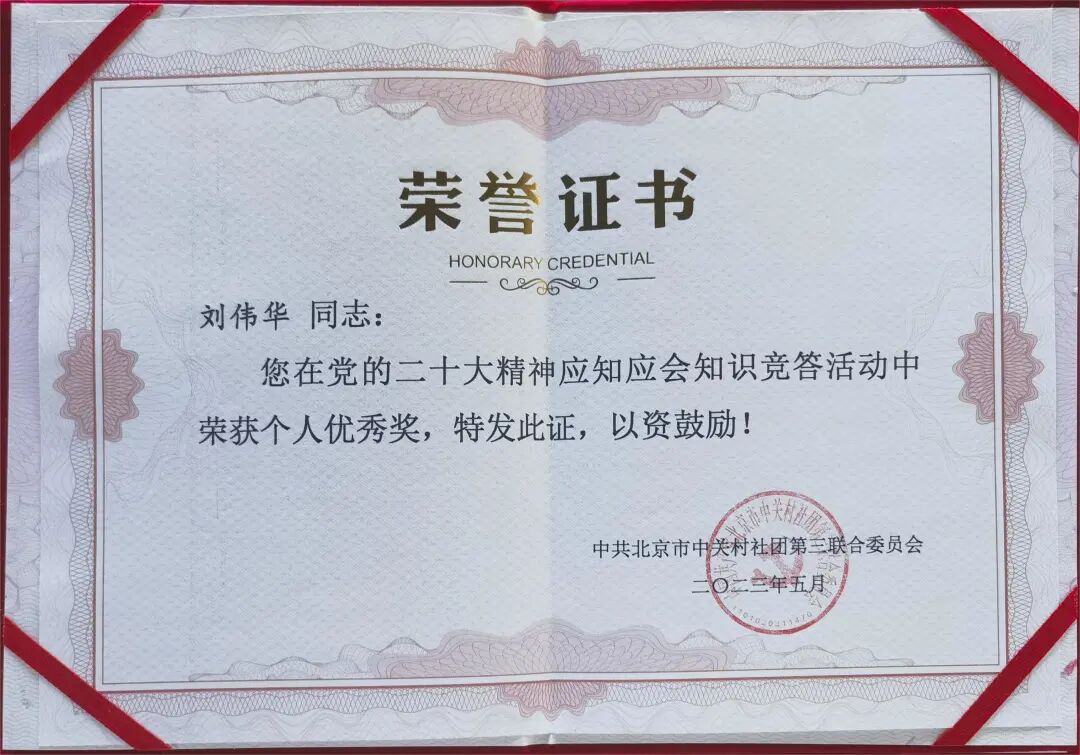 荣誉证书
HONORARY CREDENTIAL
刘伟华 同志：
您在党的二十大精神应知应会知识竞答活动中
荣获个人优秀奖，特发此证，以资鼓励！
中共北京市中关村社团第三联合委员会
二〇二三年五月